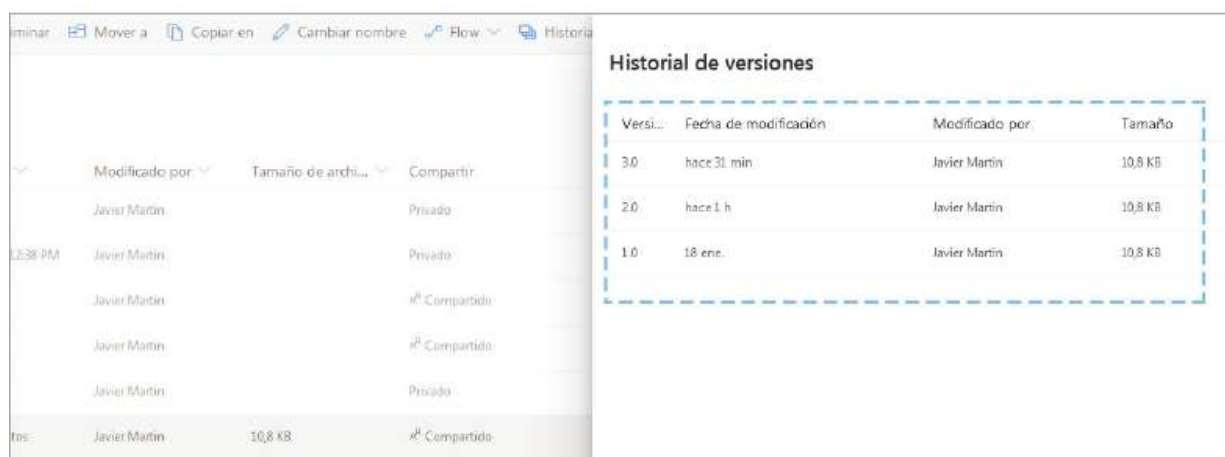 iminar Mover a Copiar en Cambiar nombre Flow Historia
Modificado por Tamaño de archi... Compartir
Javier Martin Privado
12:38 PM Javier Martin Privado
Javier Martin Compartido
Javier Martin Compartido
Javier Martin Privado
tos Javier Martin 10,8 KB Compartido
Historial de versiones
Versi... Fecha de modificación Modificado por Tamaño
3.0 hace 31 min Javier Martin 10,8 KB
2.0 hace 1 h Javier Martin 10,8 KB
1.0 18 ene. Javier Martin 10,8 KB